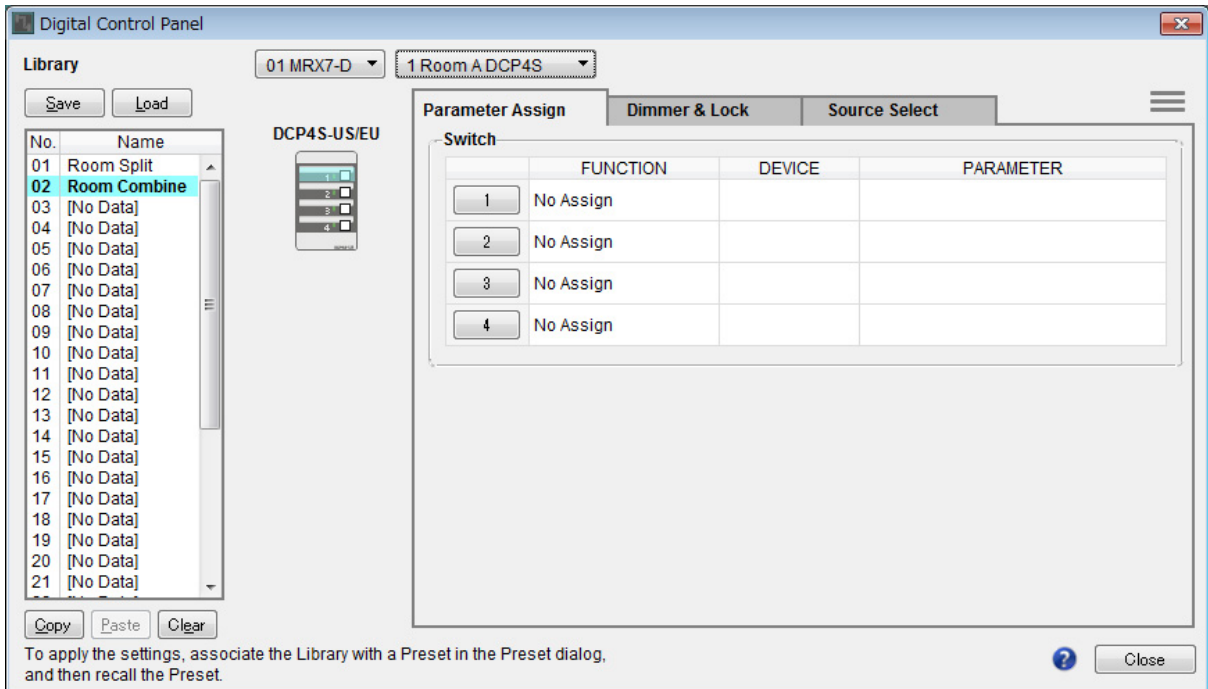 Digital Control Panel
Library
01 MRX7-D
1 Room A DCP4S
Save Load
No. Name
01 Room Split
02 Room Combine
03 [No Data]
04 [No Data]
05 [No Data]
06 [No Data]
07 [No Data]
08 [No Data]
09 [No Data]
10 [No Data]
11 [No Data]
12 [No Data]
13 [No Data]
14 [No Data]
15 [No Data]
16 [No Data]
17 [No Data]
18 [No Data]
19 [No Data]
20 [No Data]
21 [No Data]
Copy Paste Clear
DCP4S-US/EU
1
2
3
4
Parameter Assign Dimmer & Lock Source Select
Switch
FUNCTION DEVICE PARAMETER
1 No Assign
2 No Assign
3 No Assign
4 No Assign
To apply the settings, associate the Library with a Preset in the Preset dialog,
and then recall the Preset.
? Close